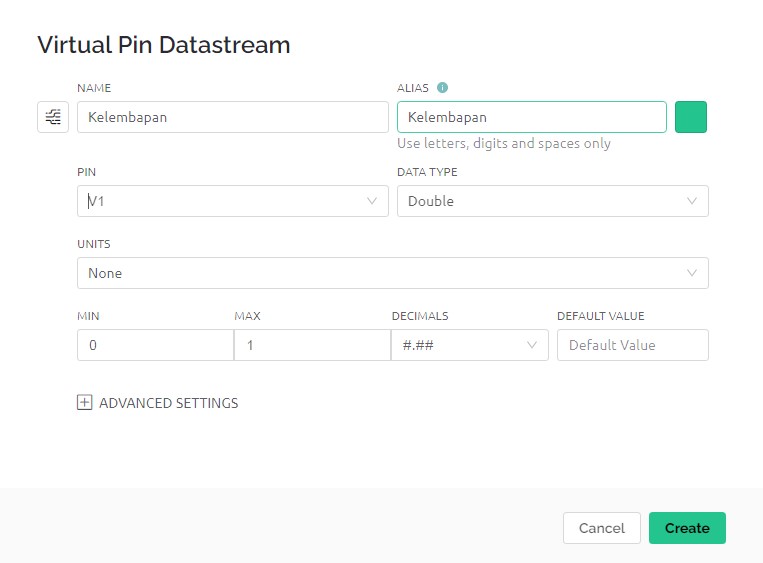 Virtual Pin Datastream
NAME
ALIAS
Kelembapan
Kelembapan
Use letters, digits and spaces only
PIN
DATA TYPE
V1
Double
UNITS
None
MIN
MAX
DECIMALS
DEFAULT VALUE
0
1
#.##
Default Value
ADVANCED SETTINGS
Cancel
Create